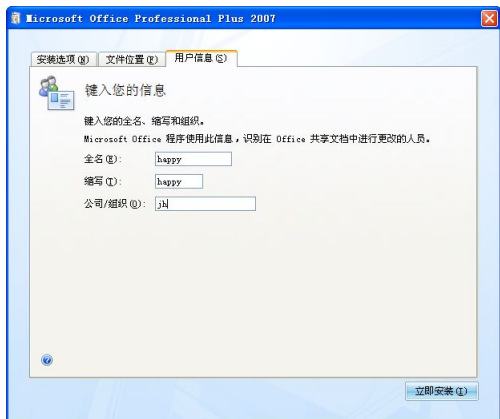 Microsoft Office Professional Plus 2007
安装选项(N) 文件位置(F) 用户信息(S)
键入您的信息
键入您的全名、缩写和组织。
Microsoft Office 程序使用此信息，识别在 Office 共享文档中进行更改的人员。
全名(E): happy
缩写(T): happy
公司/组织(O): jh
立即安装(I)